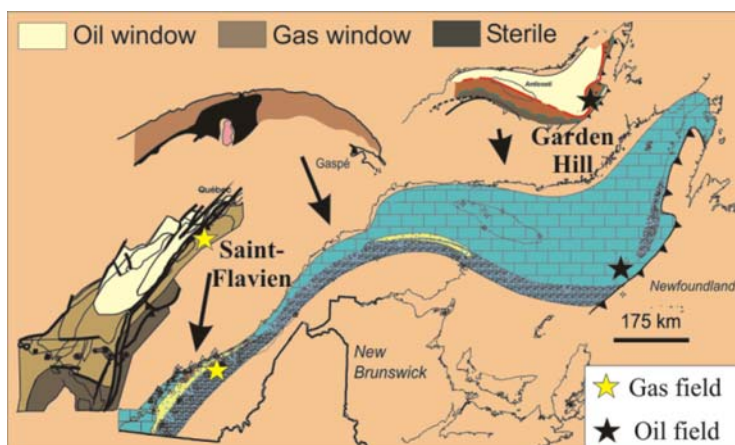 Oil window Gas window Sterile
Anticosti
Garden
Hill
Gaspé
Québec
Saint-
Flavien
Newfoundland
175 km
New
Brunswick
Gas field
Oil field